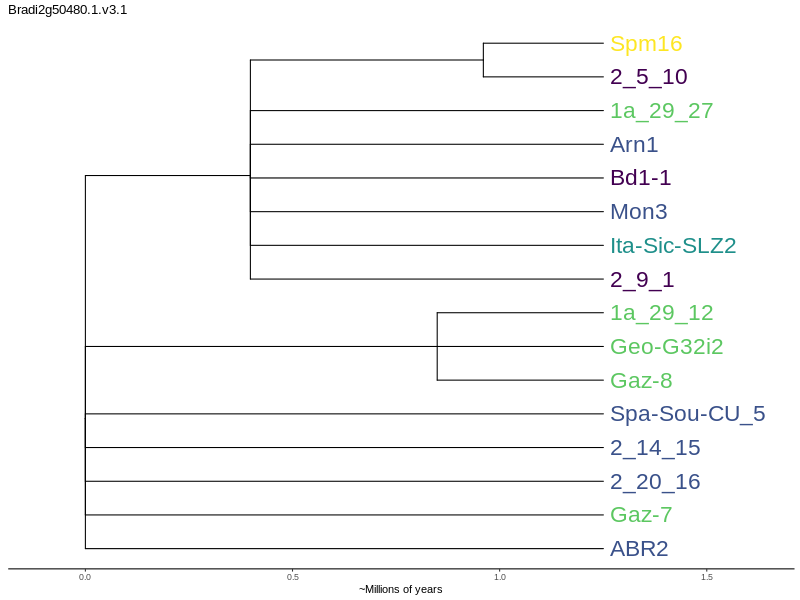 Bradi2g50480.1.v3.1
Spm16
2_5_10
1a_29_27
Arn1
Bd1-1
Mon3
Ita-Sic-SLZ2
2_9_1
1a_29_12
Geo-G32i2
Gaz-8
Spa-Sou-CU_5
2_14_15
2_20_16
Gaz-7
ABR2
0.0 0.5 1.0 1.5
~Millions of years